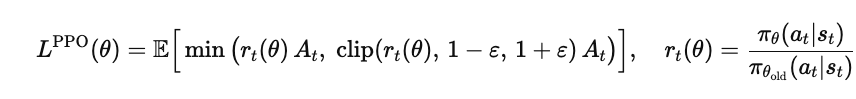 L^PPO(θ) = 𝔼[ min (r_t(θ) A_t, clip(r_t(θ), 1 − ε, 1 + ε) A_t) ], r_t(θ) = π_θ(a_t|s_t) / π_θ_old(a_t|s_t)